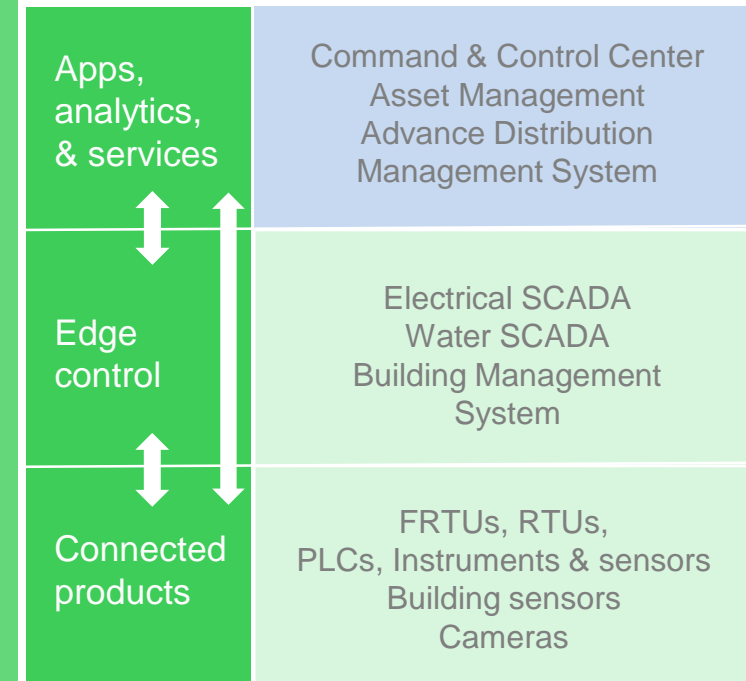 Apps,
analytics,
& services
Command & Control Center
Asset Management
Advance Distribution
Management System
Edge
control
Electrical SCADA
Water SCADA
Building Management
System
Connected
products
FRTUs, RTUs,
PLCs, Instruments & sensors
Building sensors
Cameras